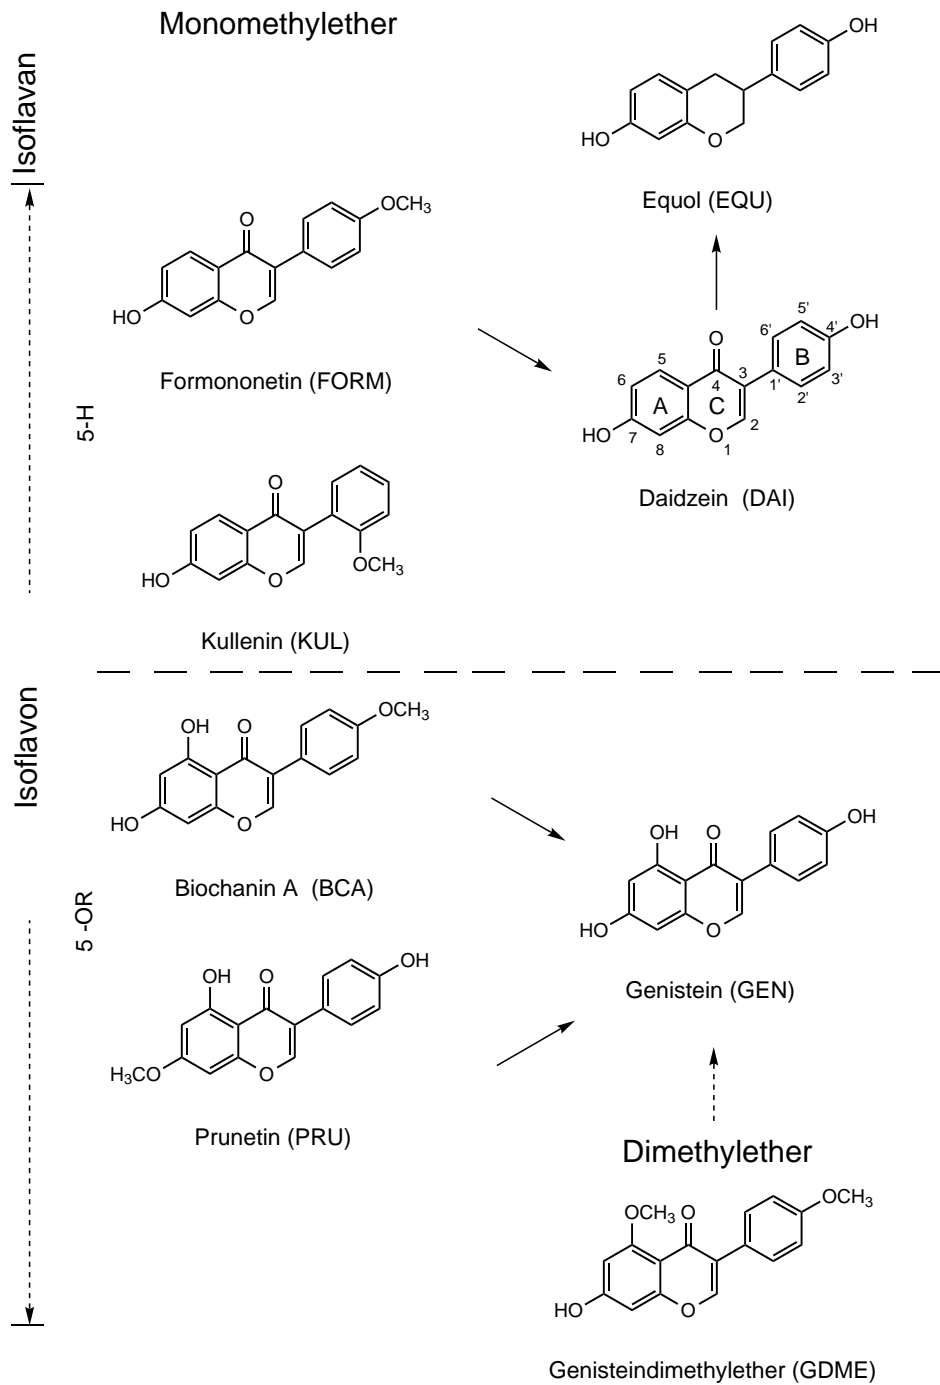 Monomethylether
Isoflavan
OH
HO
O
Equol (EQU)
O
OCH3
HO
O
Formononetin (FORM)
5-H
O
OH
HO
O
A
C
B
1
2
3
4
5
6
7
8
1'
2'
3'
4'
5'
6'
Daidzein (DAI)
O
HO
O
OCH3
Kullenin (KUL)
Isoflavon
OH
O
OCH3
HO
O
Biochanin A (BCA)
5 -OR
OH
O
OH
HO
O
Genistein (GEN)
OH
O
OH
H3CO
O
Prunetin (PRU)
Dimethylether
OCH3
O
OCH3
HO
O
Genisteindimethylether (GDME)